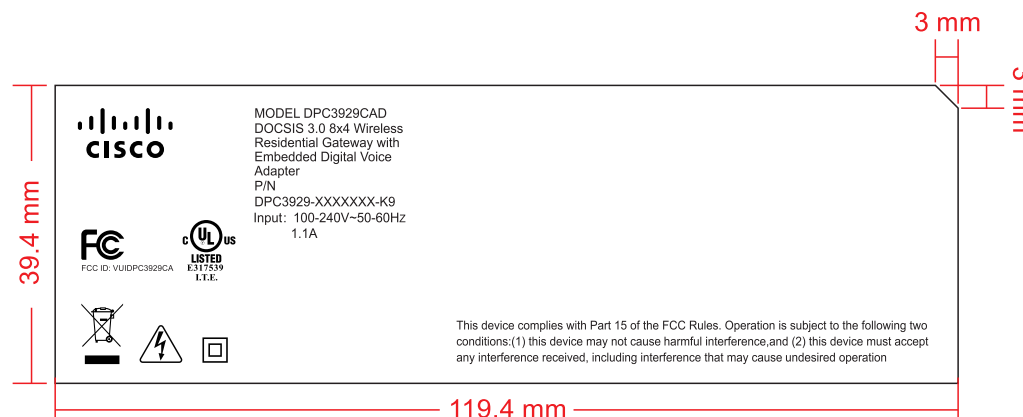 3 mm
3 mm
CISCO
MODEL DPC3929CAD
DOCSIS 3.0 8x4 Wireless
Residential Gateway with
Embedded Digital Voice
Adapter
P/N
DPC3929-XXXXXXX-K9
Input: 100-240V~50-60Hz
1.1A
39.4 mm
FC
FCC ID: VUIDPC3929CA
C UL US
LISTED
E317539
I.T.E.
This device complies with Part 15 of the FCC Rules. Operation is subject to the following two
conditions:(1) this device may not cause harmful interference,and (2) this device must accept
any interference received, including interference that may cause undesired operation
119.4 mm